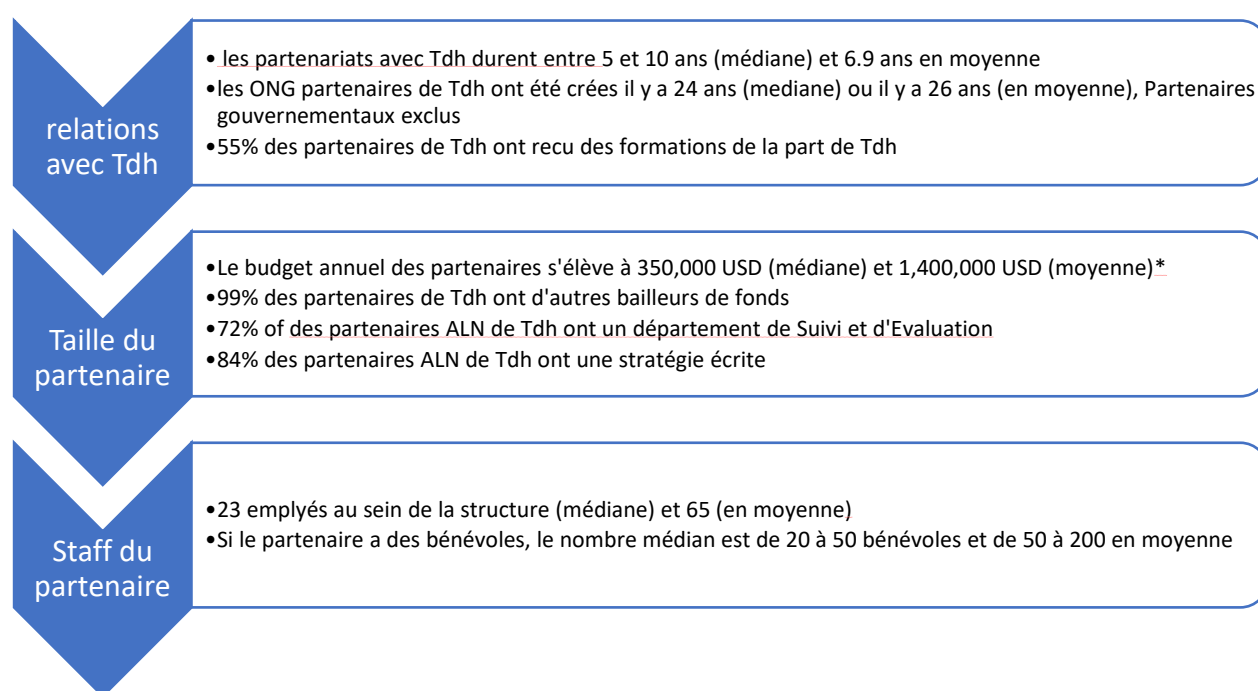 relations
avec Tdh
• les partenariats avec Tdh durent entre 5 et 10 ans (médiane) et 6.9 ans en moyenne
•les ONG partenaires de Tdh ont été crées il y a 24 ans (mediane) ou il y a 26 ans (en moyenne), Partenaires
gouvernementaux exclus
•55% des partenaires de Tdh ont recu des formations de la part de Tdh
Taille du
partenaire
•Le budget annuel des partenaires s'élève à 350,000 USD (médiane) et 1,400,000 USD (moyenne)*
•99% des partenaires de Tdh ont d'autres bailleurs de fonds
•72% of des partenaires ALN de Tdh ont un département de Suivi et d'Evaluation
•84% des partenaires ALN de Tdh ont une stratégie écrite
Staff du
partenaire
•23 emplyés au sein de la structure (médiane) et 65 (en moyenne)
•Si le partenaire a des bénévoles, le nombre médian est de 20 à 50 bénévoles et de 50 à 200 en moyenne